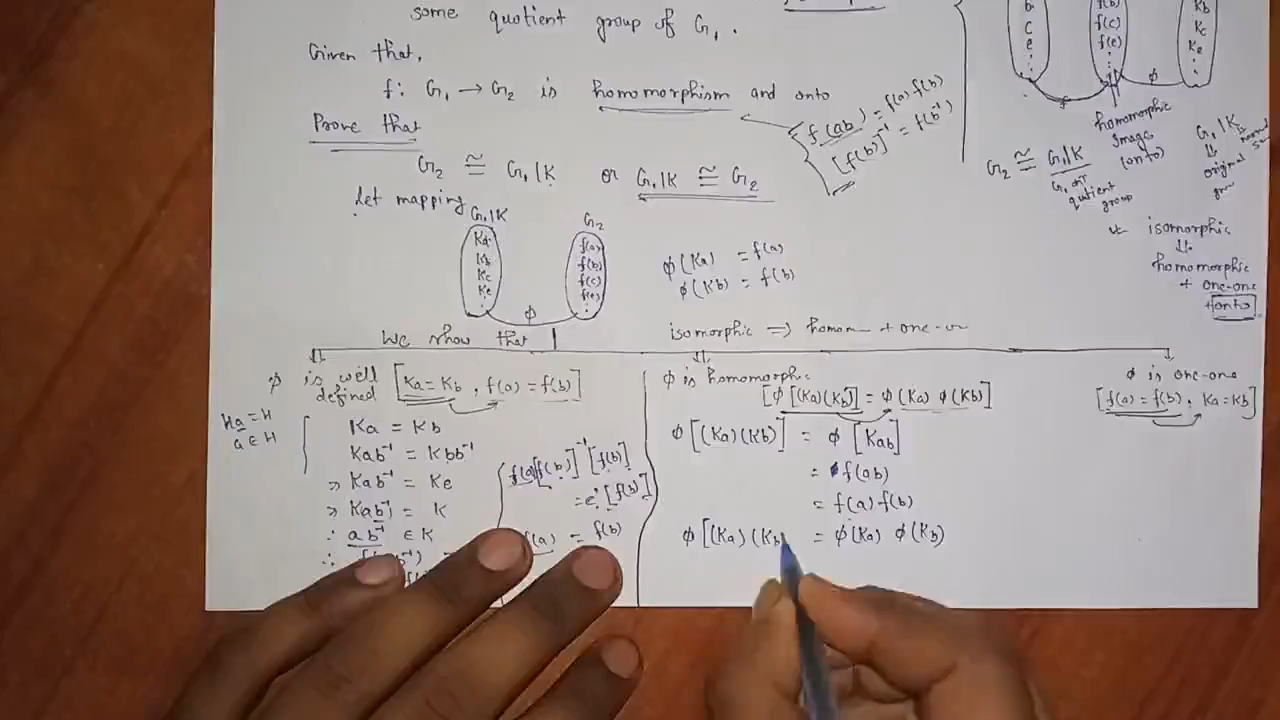 some quotient group of G₁.
Given that,
f: G₁ → G₂ is homomorphism and onto
Prove that
G₂ ≅ G₁|K or G₁|K ≅ G₂
f(ab) = f(a) f(b)
[f(b)]⁻¹ = f(b⁻¹)
Let mapping
G₁|K
Ka
Kb
Kc
Ke
G₂
f(a)
f(b)
f(c)
f(e)
ϕ
ϕ(Ka) = f(a)
ϕ(Kb) = f(b)
b
c
e
f(b)
f(c)
f(e)
Kb
Kc
Ke
f
ϕ
homomorphic
image
(onto)
G₂ ≅ G₁|K
quotient
group
G₁|K
original
isomorphic
⇓
homomorphic
+ one-one
+ onto
We show that
isomorphic ⇒ homom + one-
ϕ is well
defined [Ka = Kb, f(a) = f(b)]
Ha = H
a ∈ H
Ka = Kb
Kab⁻¹ = Kbb⁻¹
⇒ Kab⁻¹ = Ke
⇒ Kab⁻¹ = K
∴ ab⁻¹ ∈ K
f(a)[f(b)]⁻¹[f(b)]
= e'[f(b)]
f(a) = f(b)
ϕ is homomorphic
[ϕ[(Ka)(Kb)] = ϕ(Ka) ϕ(Kb)]
ϕ[(Ka)(Kb)] = ϕ[Kab]
= f(ab)
= f(a) f(b)
ϕ[(Ka)(Kb = ϕ(Ka) ϕ(Kb)
ϕ is one-one
[f(a) = f(b), Ka = Kb]